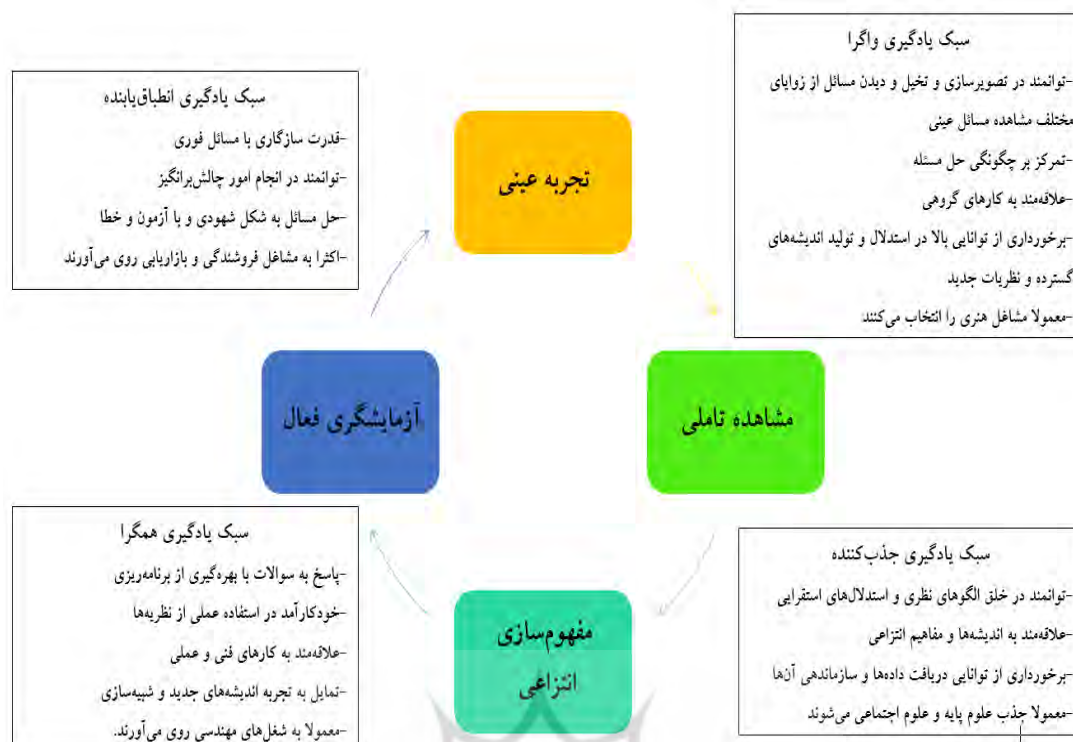 سبک یادگیری واگرا
-توانمند در تصویرسازی و تخیل و دیدن مسائل از زوایای
مختلف مشاهده مسائل عینی
-تمرکز بر چگونگی حل مسئله
-علاقه‌مند به کارهای گروهی
-برخورداری از توانایی بالا در استدلال و تولید اندیشه‌های
گسترده و نظریات جدید
-معمولا مشاغل هنری را انتخاب می‌کنند
سبک یادگیری انطباق‌یابنده
-قدرت سازگاری با مسائل فوری
-توانمند در انجام امور چالش‌برانگیز
-حل مسائل به شکل شهودی و با آزمون و خطا
-اکثرا به مشاغل فروشندگی و بازاریابی روی می‌آورند
تجربه عینی
مشاهده تاملی
آزمایشگری فعال
مفهوم‌سازی
انتزاعی
سبک یادگیری جذب‌کننده
-توانمند در خلق الگوهای نظری و استدلال‌های استقرایی
-علاقه‌مند به اندیشه‌ها و مفاهیم انتزاعی
-برخورداری از توانایی دریافت داده‌ها و سازماندهی آن‌ها
-معمولا جذب علوم پایه و علوم اجتماعی می‌شوند
سبک یادگیری همگرا
-پاسخ به سوالات با بهره‌گیری از برنامه‌ریزی
-خودکارآمد در استفاده عملی از نظریه‌ها
-علاقه‌مند به کارهای فنی و عملی
-تمایل به تجربه اندیشه‌های جدید و شبیه‌سازی
-معمولا به شغل‌های مهندسی روی می‌آورند.